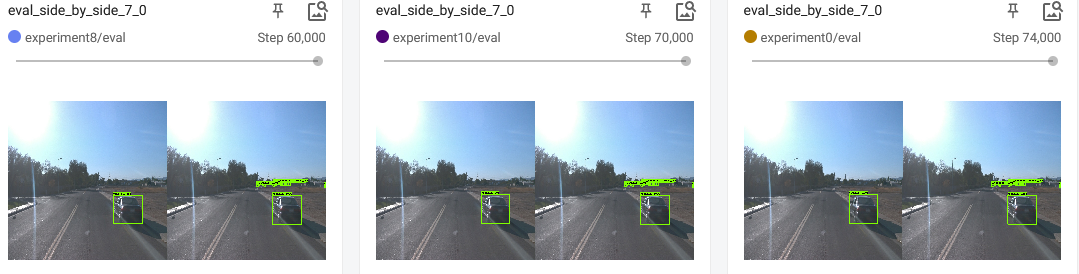 eval_side_by_side_7_0
experiment8/eval Step 60,000
eval_side_by_side_7_0
experiment10/eval Step 70,000
eval_side_by_side_7_0
experiment0/eval Step 74,000